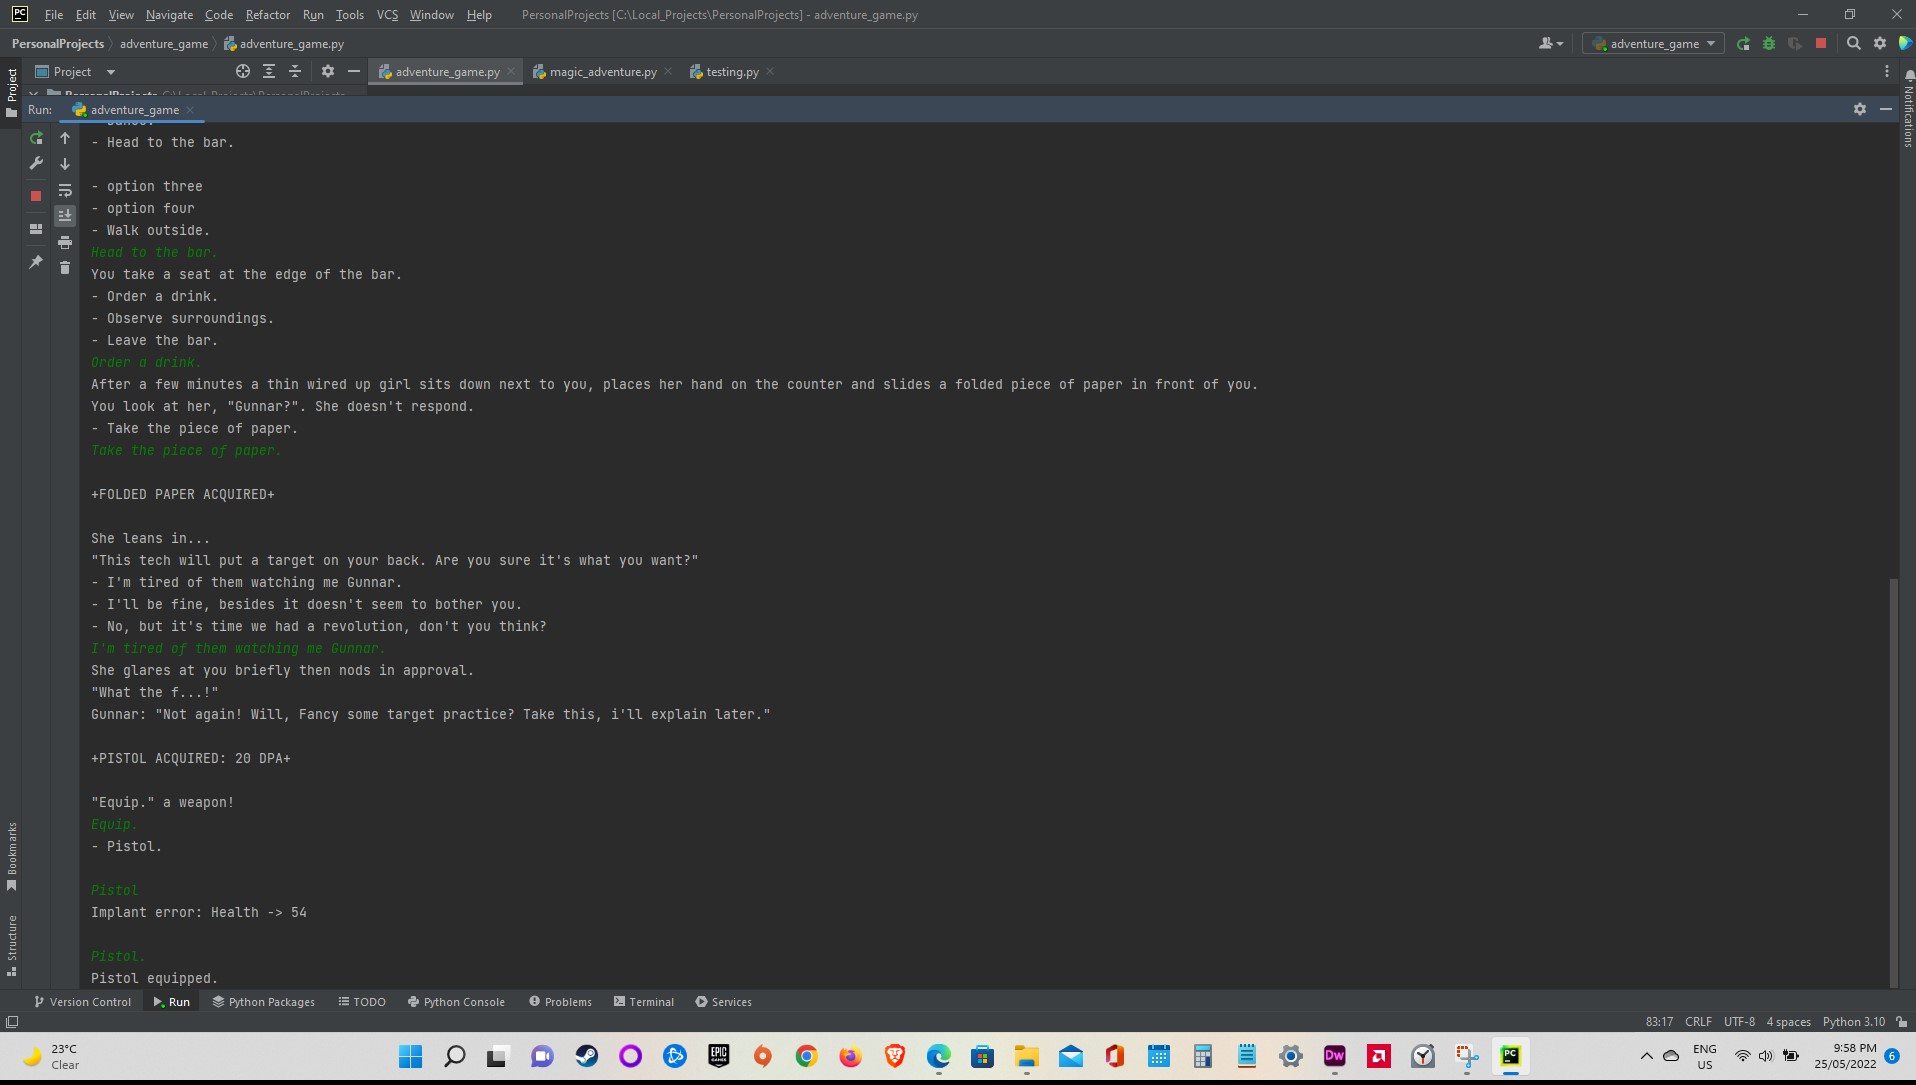 PC File Edit View Navigate Code Refactor Run Tools VCS Window Help PersonalProjects [C:\Local_Projects\PersonalProjects] - adventure_game.py
PersonalProjects adventure_game adventure_game.py adventure_game
Project Project adventure_game.py magic_adventure.py testing.py
Notifications
Run: adventure_game
- Head to the bar.
- option three
- option four
- Walk outside.
Head to the bar.
You take a seat at the edge of the bar.
- Order a drink.
- Observe surroundings.
- Leave the bar.
Order a drink.
After a few minutes a thin wired up girl sits down next to you, places her hand on the counter and slides a folded piece of paper in front of you.
You look at her, "Gunnar?". She doesn't respond.
- Take the piece of paper.
Take the piece of paper.
+FOLDED PAPER ACQUIRED+
She leans in...
"This tech will put a target on your back. Are you sure it's what you want?"
- I'm tired of them watching me Gunnar.
- I'll be fine, besides it doesn't seem to bother you.
- No, but it's time we had a revolution, don't you think?
I'm tired of them watching me Gunnar.
She glares at you briefly then nods in approval.
"What the f...!"
Gunnar: "Not again! Will, Fancy some target practice? Take this, i'll explain later."
+PISTOL ACQUIRED: 20 DPA+
"Equip." a weapon!
Equip.
- Pistol.
Pistol
Implant error: Health -> 54
Pistol.
Pistol equipped.
Bookmarks
Structure
Version Control Run Python Packages TODO Python Console Problems Terminal Services
83:17 CRLF UTF-8 4 spaces Python 3.10
23°C
Clear
EPIC GAMES
Dw
PC
ENG
US
9:58 PM
25/05/2022
6